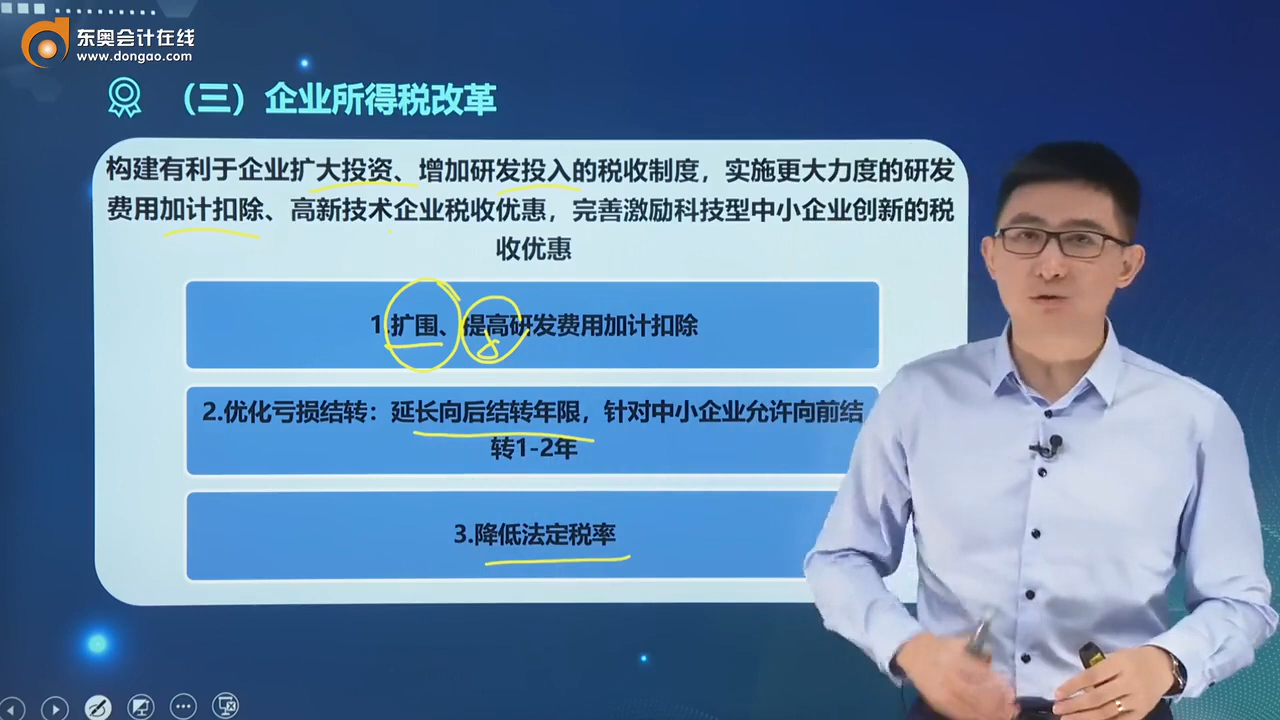 东奥会计在线
www.dongao.com
（三）企业所得税改革
构建有利于企业扩大投资、增加研发投入的税收制度，实施更大力度的研发
费用加计扣除、高新技术企业税收优惠，完善激励科技型中小企业创新的税
收优惠
1.扩围、提高研发费用加计扣除
2.优化亏损结转：延长向后结转年限，针对中小企业允许向前结
转1-2年
3.降低法定税率